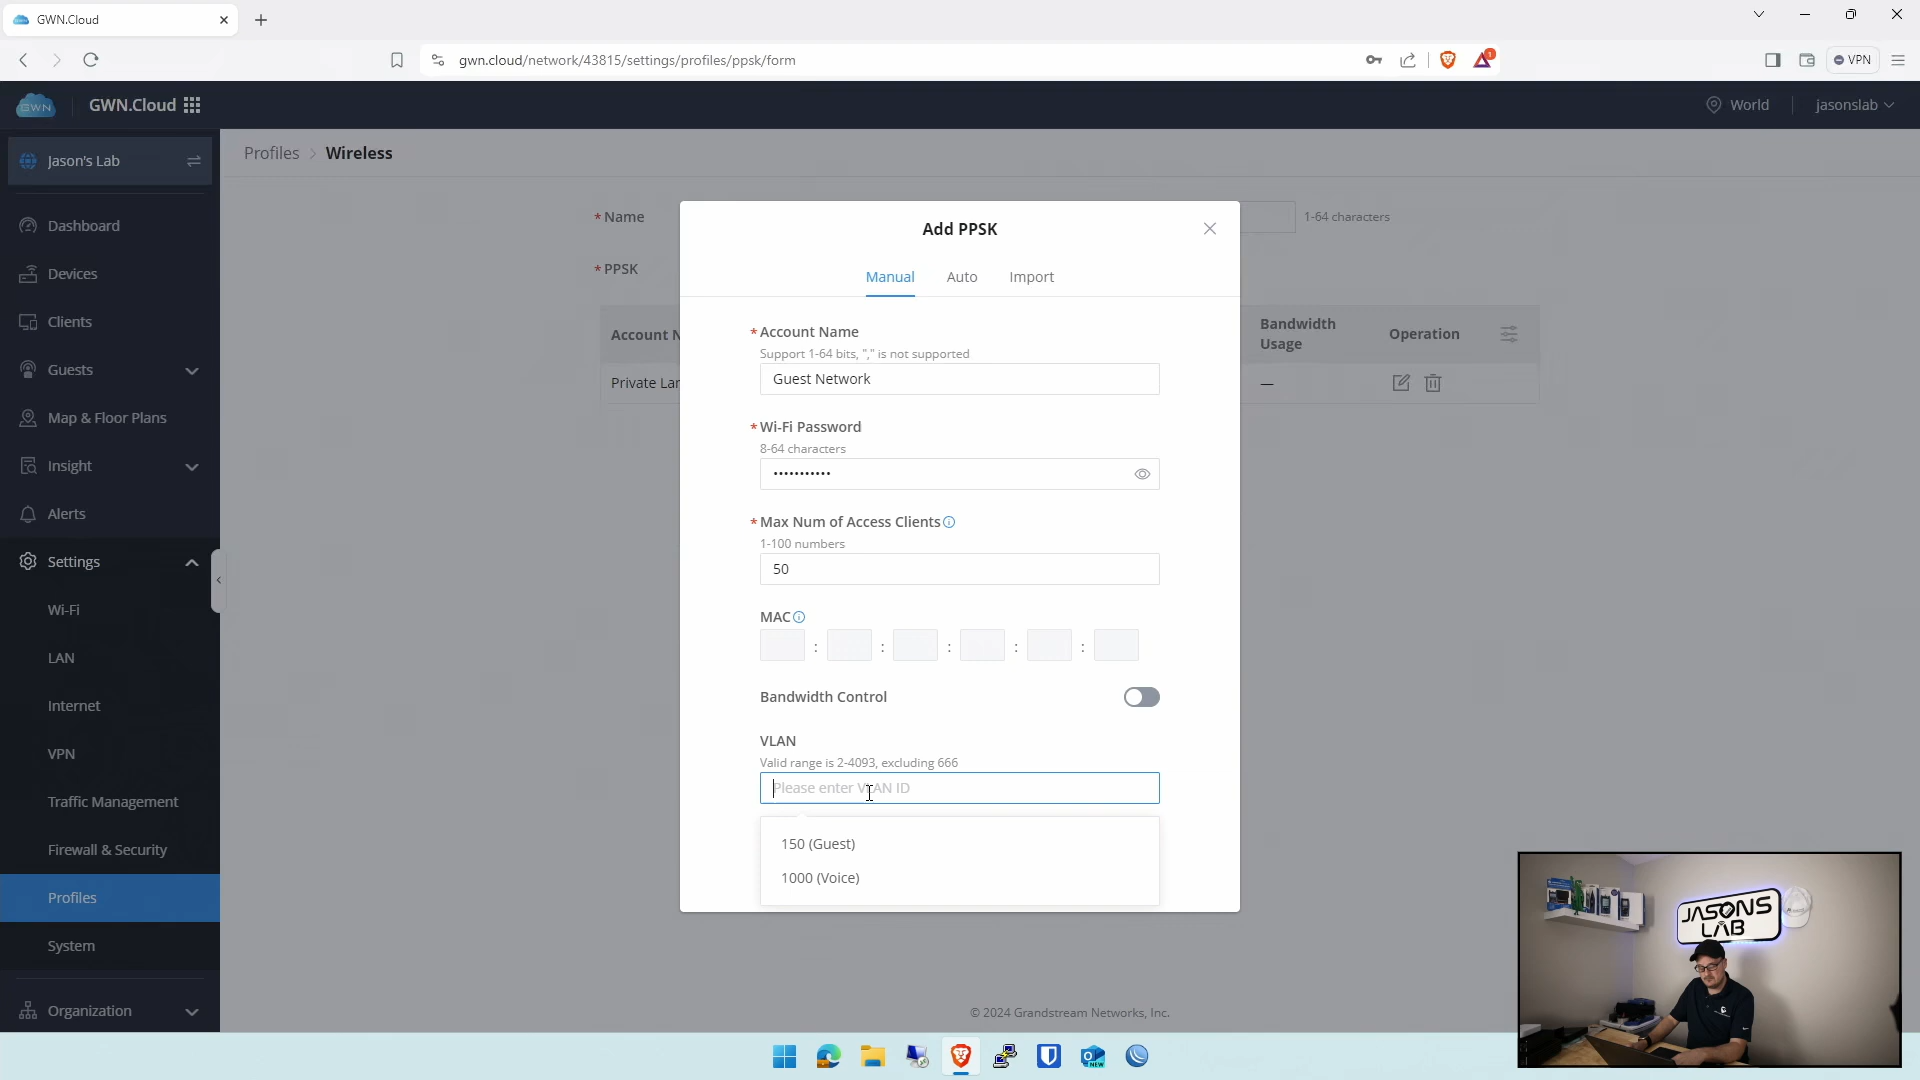 GWN.Cloud
gwn.cloud/network/43815/settings/profiles/ppsk/form
1
VPN
GWN
GWN.Cloud
World
jasonslab
Jason's Lab
Profiles > Wireless
Dashboard
Devices
Clients
Guests
Map & Floor Plans
Insight
Alerts
Settings
Wi-Fi
LAN
Internet
VPN
Traffic Management
Firewall & Security
Profiles
System
Organization
* Name
1-64 characters
* PPSK
Account N
Bandwidth
Usage
Operation
Private Lan
—
Add PPSK
Manual
Auto
Import
* Account Name
Support 1-64 bits, "," is not supported
Guest Network
* Wi-Fi Password
8-64 characters
•••••••••••
* Max Num of Access Clients
1-100 numbers
50
MAC
: : : : :
Bandwidth Control
VLAN
Valid range is 2-4093, excluding 666
Please enter VLAN ID
150 (Guest)
1000 (Voice)
© 2024 Grandstream Networks, Inc.
JASONS
LAB
NEW